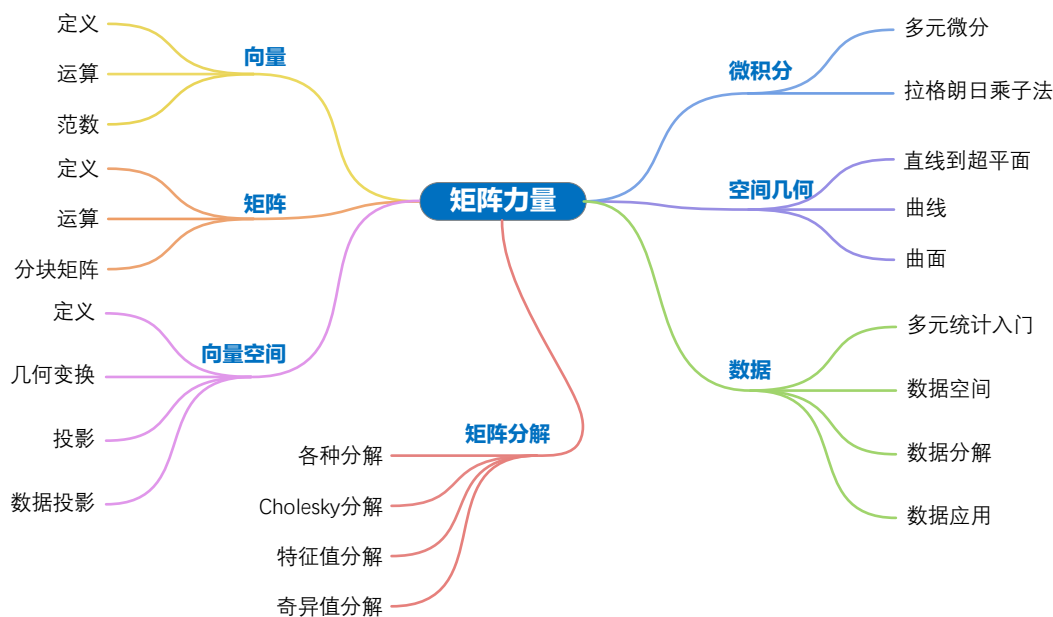 矩阵力量
向量
定义
运算
范数
矩阵
定义
运算
分块矩阵
向量空间
定义
几何变换
投影
数据投影
矩阵分解
各种分解
Cholesky分解
特征值分解
奇异值分解
微积分
多元微分
拉格朗日乘子法
空间几何
直线到超平面
曲线
曲面
数据
多元统计入门
数据空间
数据分解
数据应用